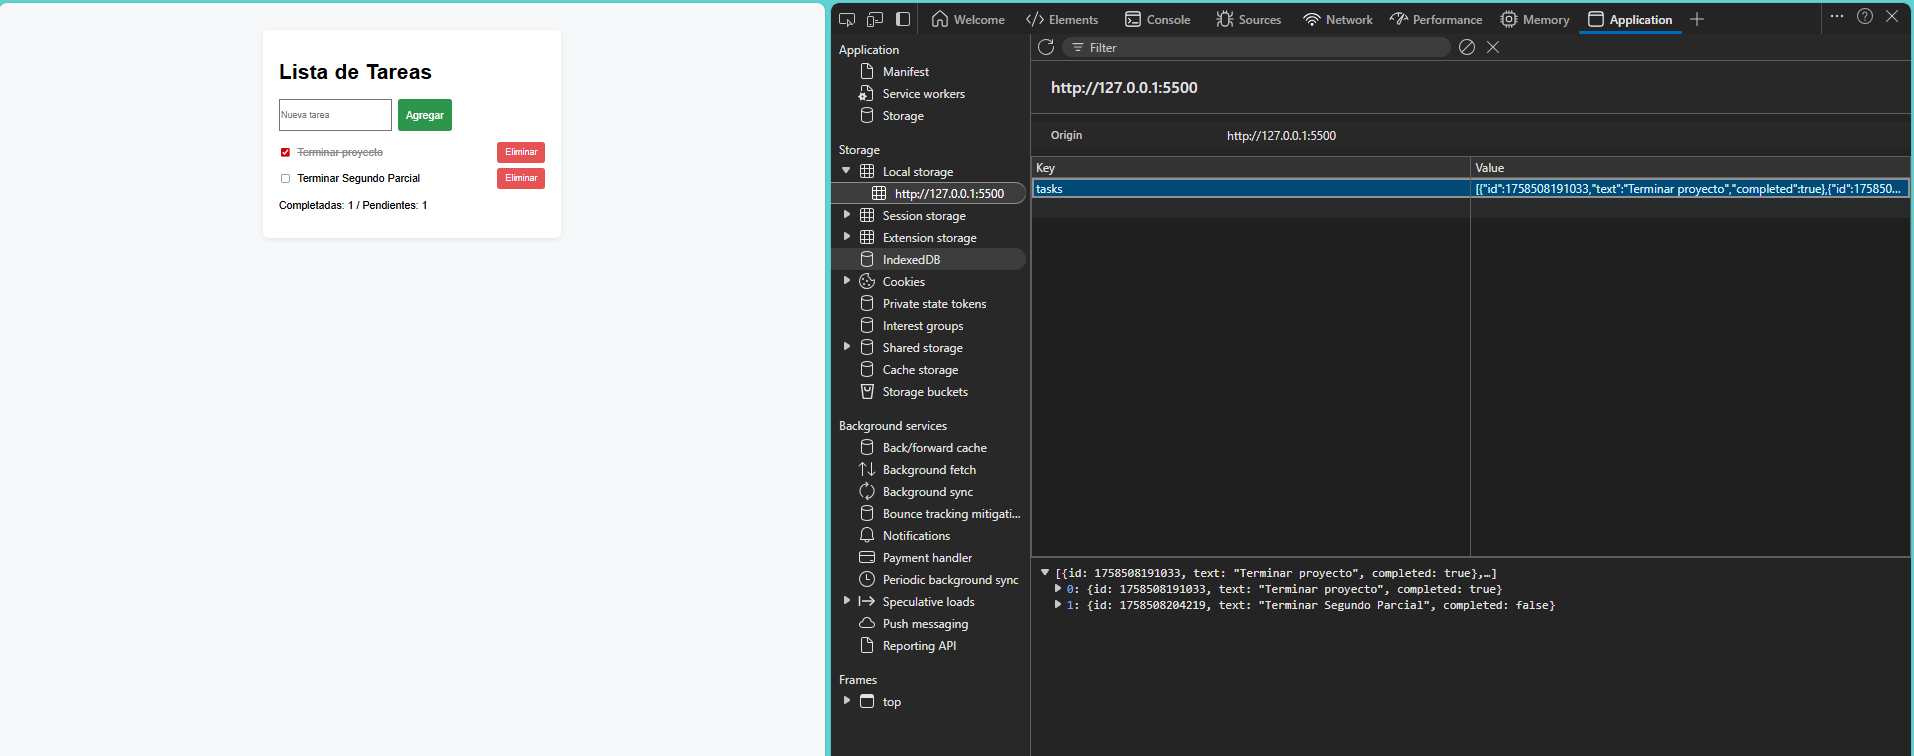 Lista de Tareas
Nueva tarea
Agregar
Terminar proyecto
Eliminar
Terminar Segundo Parcial
Eliminar
Completadas: 1 / Pendientes: 1
Welcome
Elements
Console
Sources
Network
Performance
Memory
Application
Application
Manifest
Service workers
Storage
Storage
Local storage
http://127.0.0.1:5500
Session storage
Extension storage
IndexedDB
Cookies
Private state tokens
Interest groups
Shared storage
Cache storage
Storage buckets
Background services
Back/forward cache
Background fetch
Background sync
Bounce tracking mitigati...
Notifications
Payment handler
Periodic background sync
Speculative loads
Push messaging
Reporting API
Frames
top
Filter
http://127.0.0.1:5500
Origin http://127.0.0.1:5500
Key Value
tasks [{"id":1758508191033,"text":"Terminar proyecto","completed":true},{"id":175850...
[{id: 1758508191033, text: "Terminar proyecto", completed: true},…]
0: {id: 1758508191033, text: "Terminar proyecto", completed: true}
1: {id: 1758508204219, text: "Terminar Segundo Parcial", completed: false}